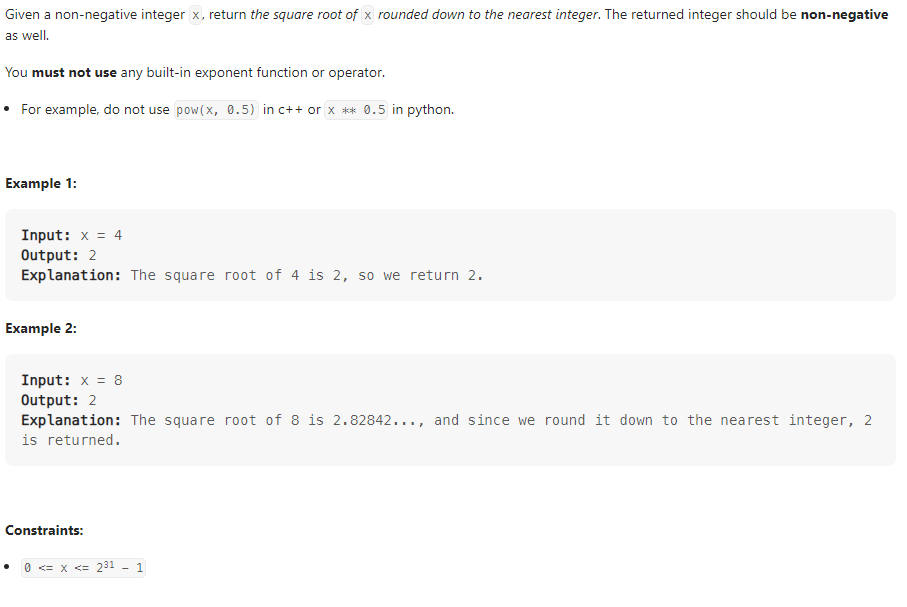 Given a non-negative integer x, return the square root of x rounded down to the nearest integer. The returned integer should be non-negative
as well.
You must not use any built-in exponent function or operator.
• For example, do not use pow(x, 0.5) in c++ or x ** 0.5 in python.
Example 1:
Input: x = 4
Output: 2
Explanation: The square root of 4 is 2, so we return 2.
Example 2:
Input: x = 8
Output: 2
Explanation: The square root of 8 is 2.82842..., and since we round it down to the nearest integer, 2
is returned.
Constraints:
• 0 <= x <= 2³¹ - 1